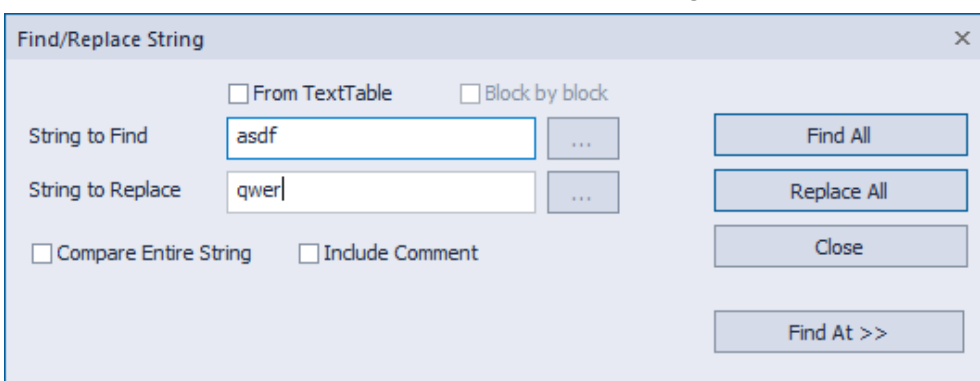 Find/Replace String
From TextTable Block by block
String to Find asdf ... Find All
String to Replace qwer ... Replace All
Compare Entire String Include Comment Close
Find At >>